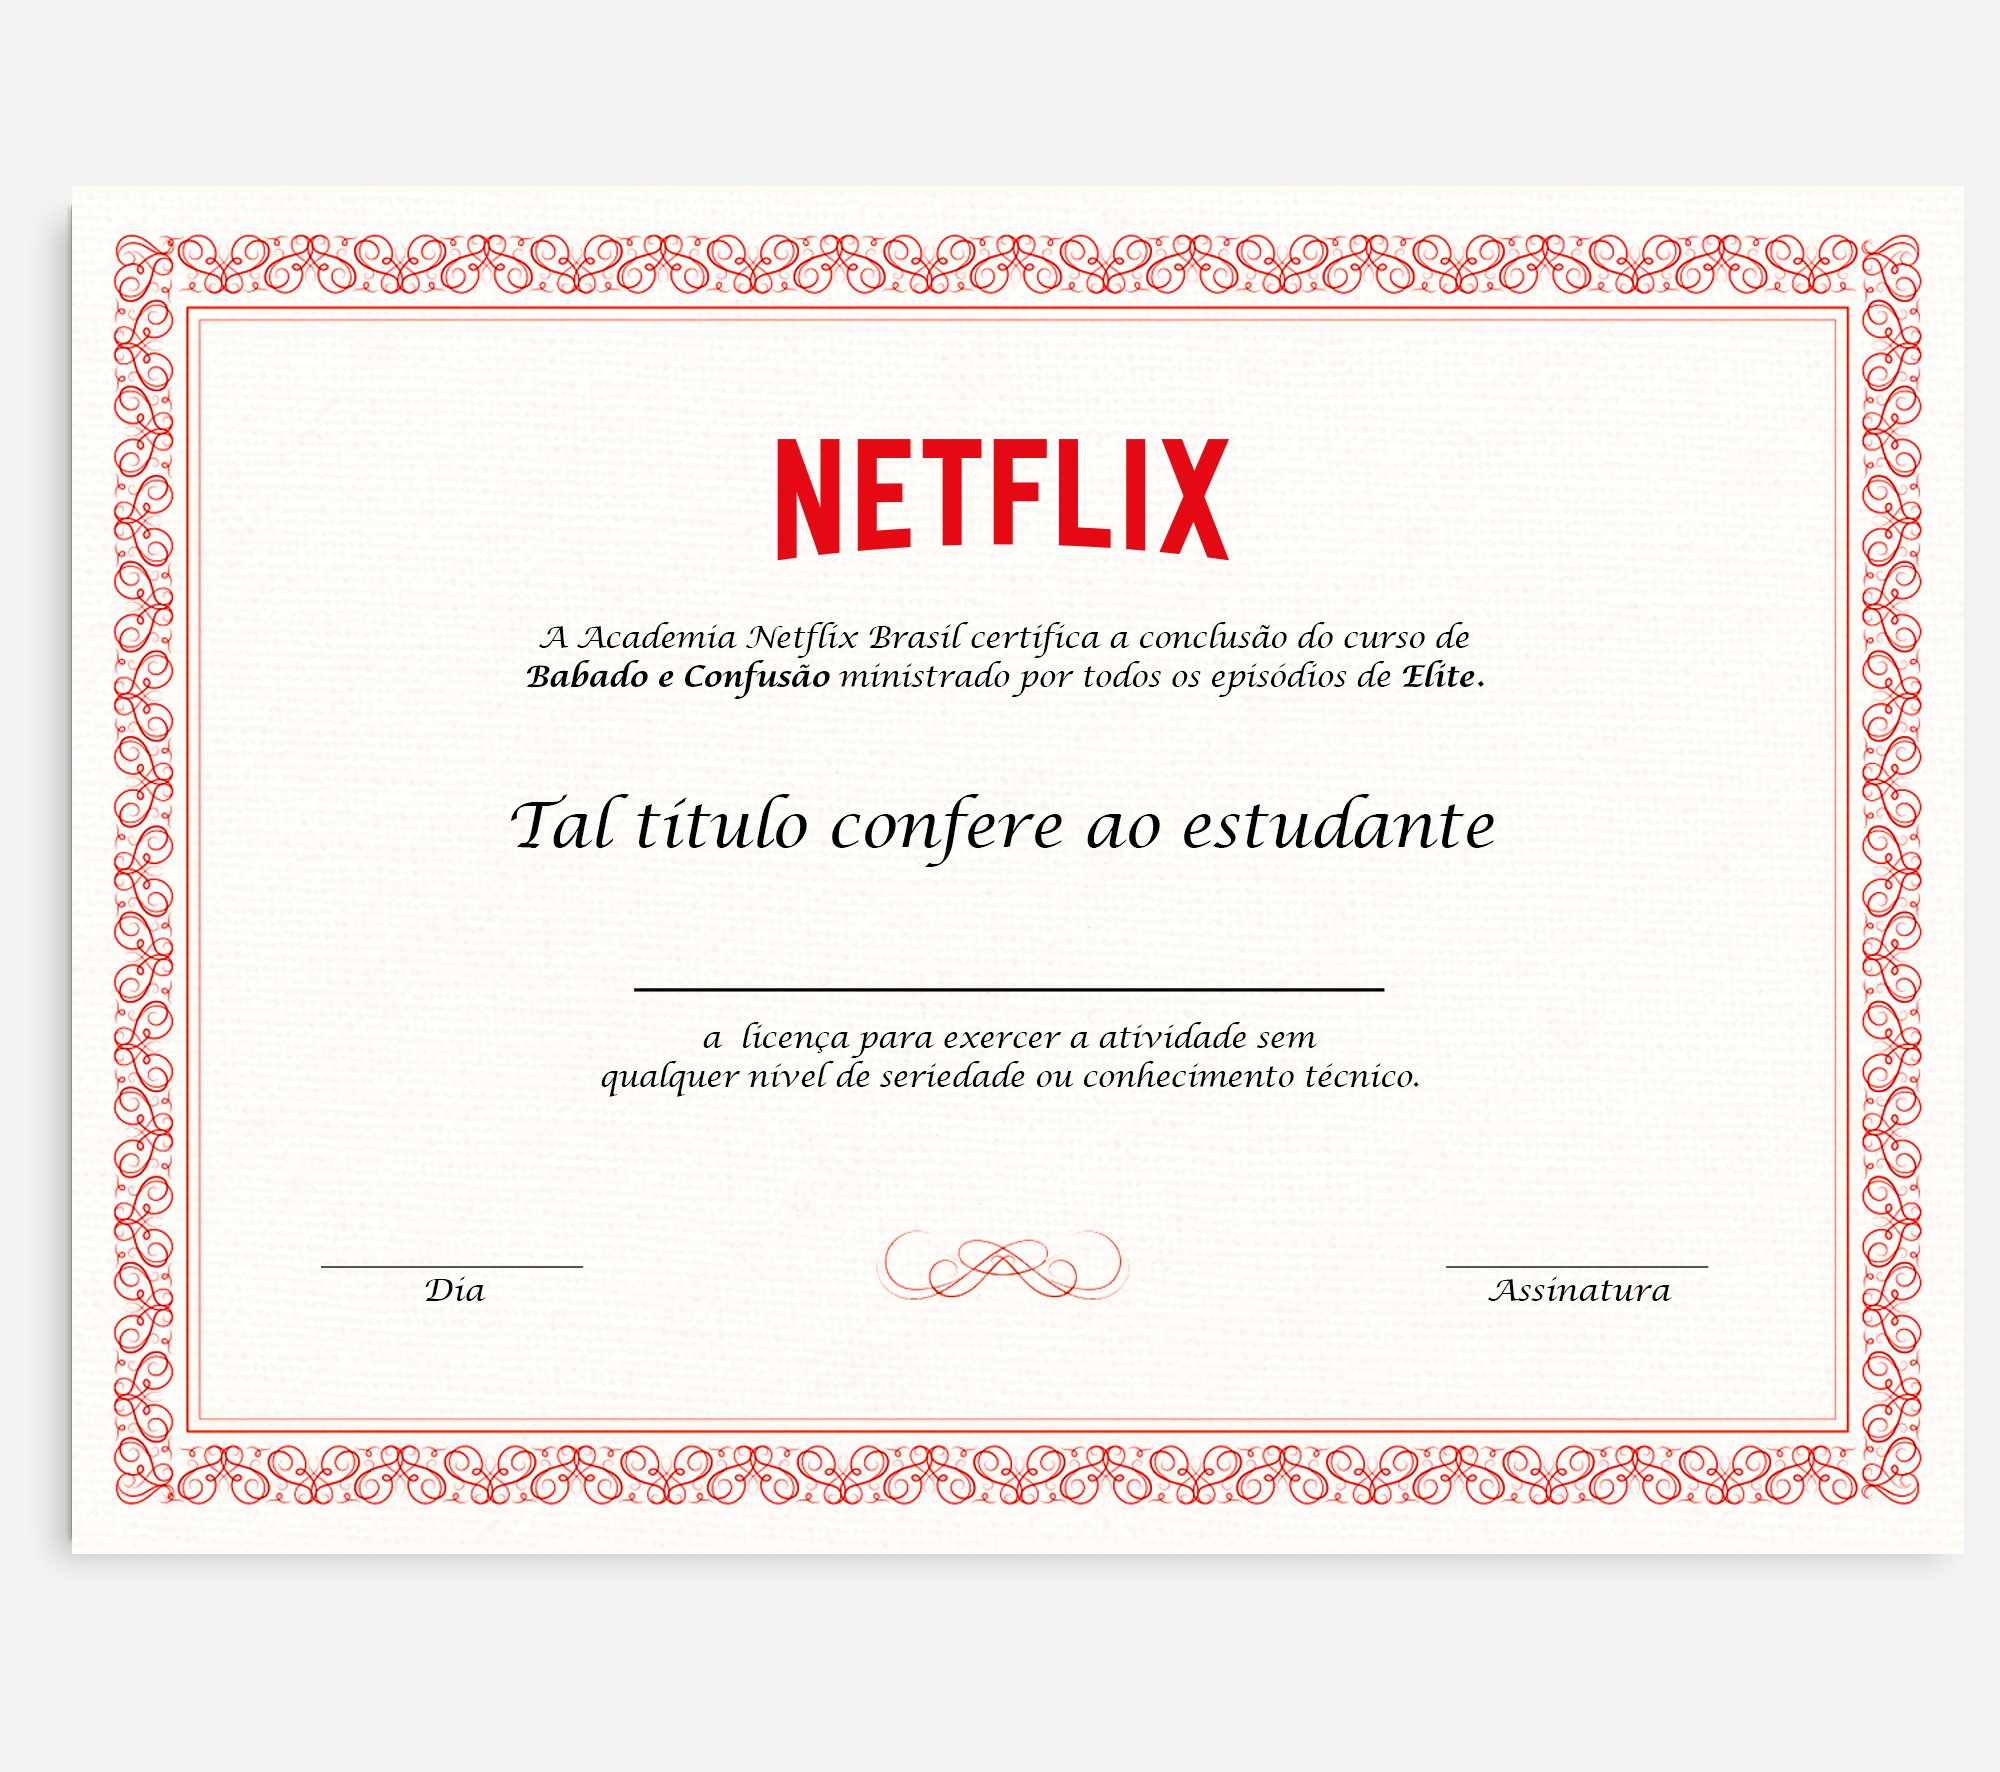 NETFLIX
A Academia Netflix Brasil certifica a conclusão do curso de
Babado e Confusão ministrado por todos os episódios de Elite.
Tal título confere ao estudante
a licença para exercer a atividade sem
qualquer nível de seriedade ou conhecimento técnico.
Dia
Assinatura